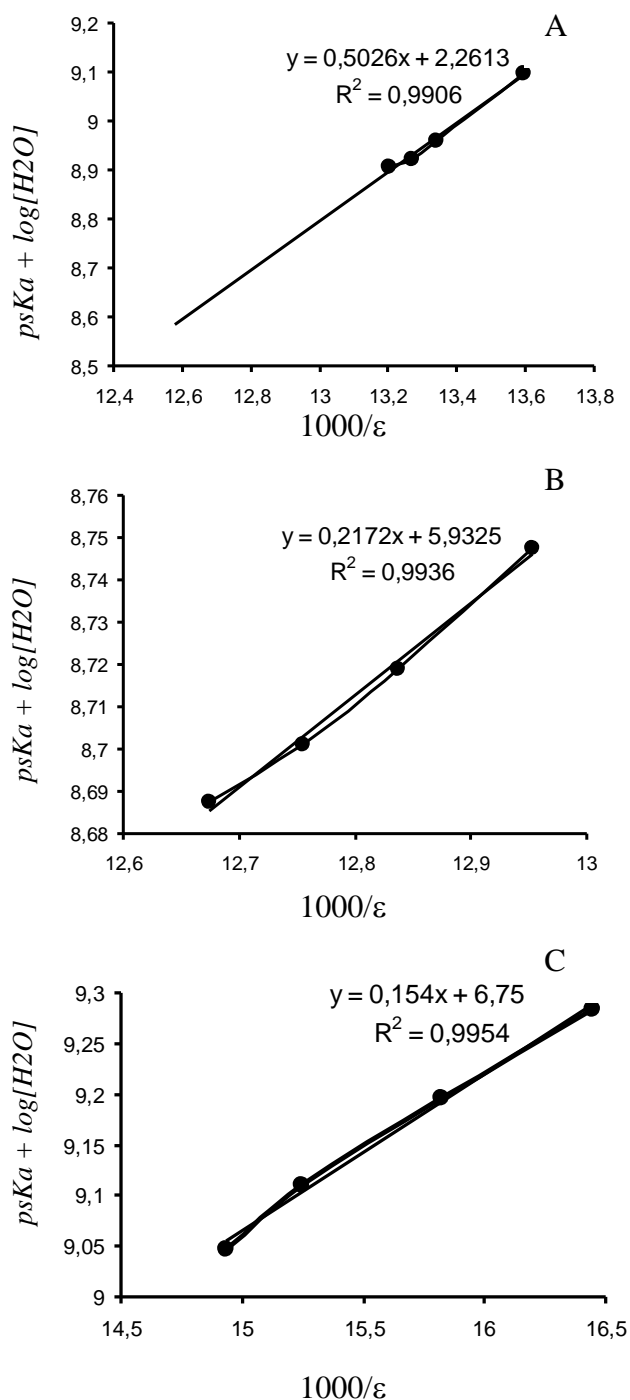 A
y = 0,5026x + 2,2613
R² = 0,9906
psKa + log[H2O]
9,2
9,1
9
8,9
8,8
8,7
8,6
8,5
12,4 12,6 12,8 13 13,2 13,4 13,6 13,8
1000/ε
B
y = 0,2172x + 5,9325
R² = 0,9936
psKa + log[H2O]
8,76
8,75
8,74
8,73
8,72
8,71
8,7
8,69
8,68
12,6 12,7 12,8 12,9 13
1000/ε
C
y = 0,154x + 6,75
R² = 0,9954
psKa + log[H2O]
9,3
9,25
9,2
9,15
9,1
9,05
9
14,5 15 15,5 16 16,5
1000/ε